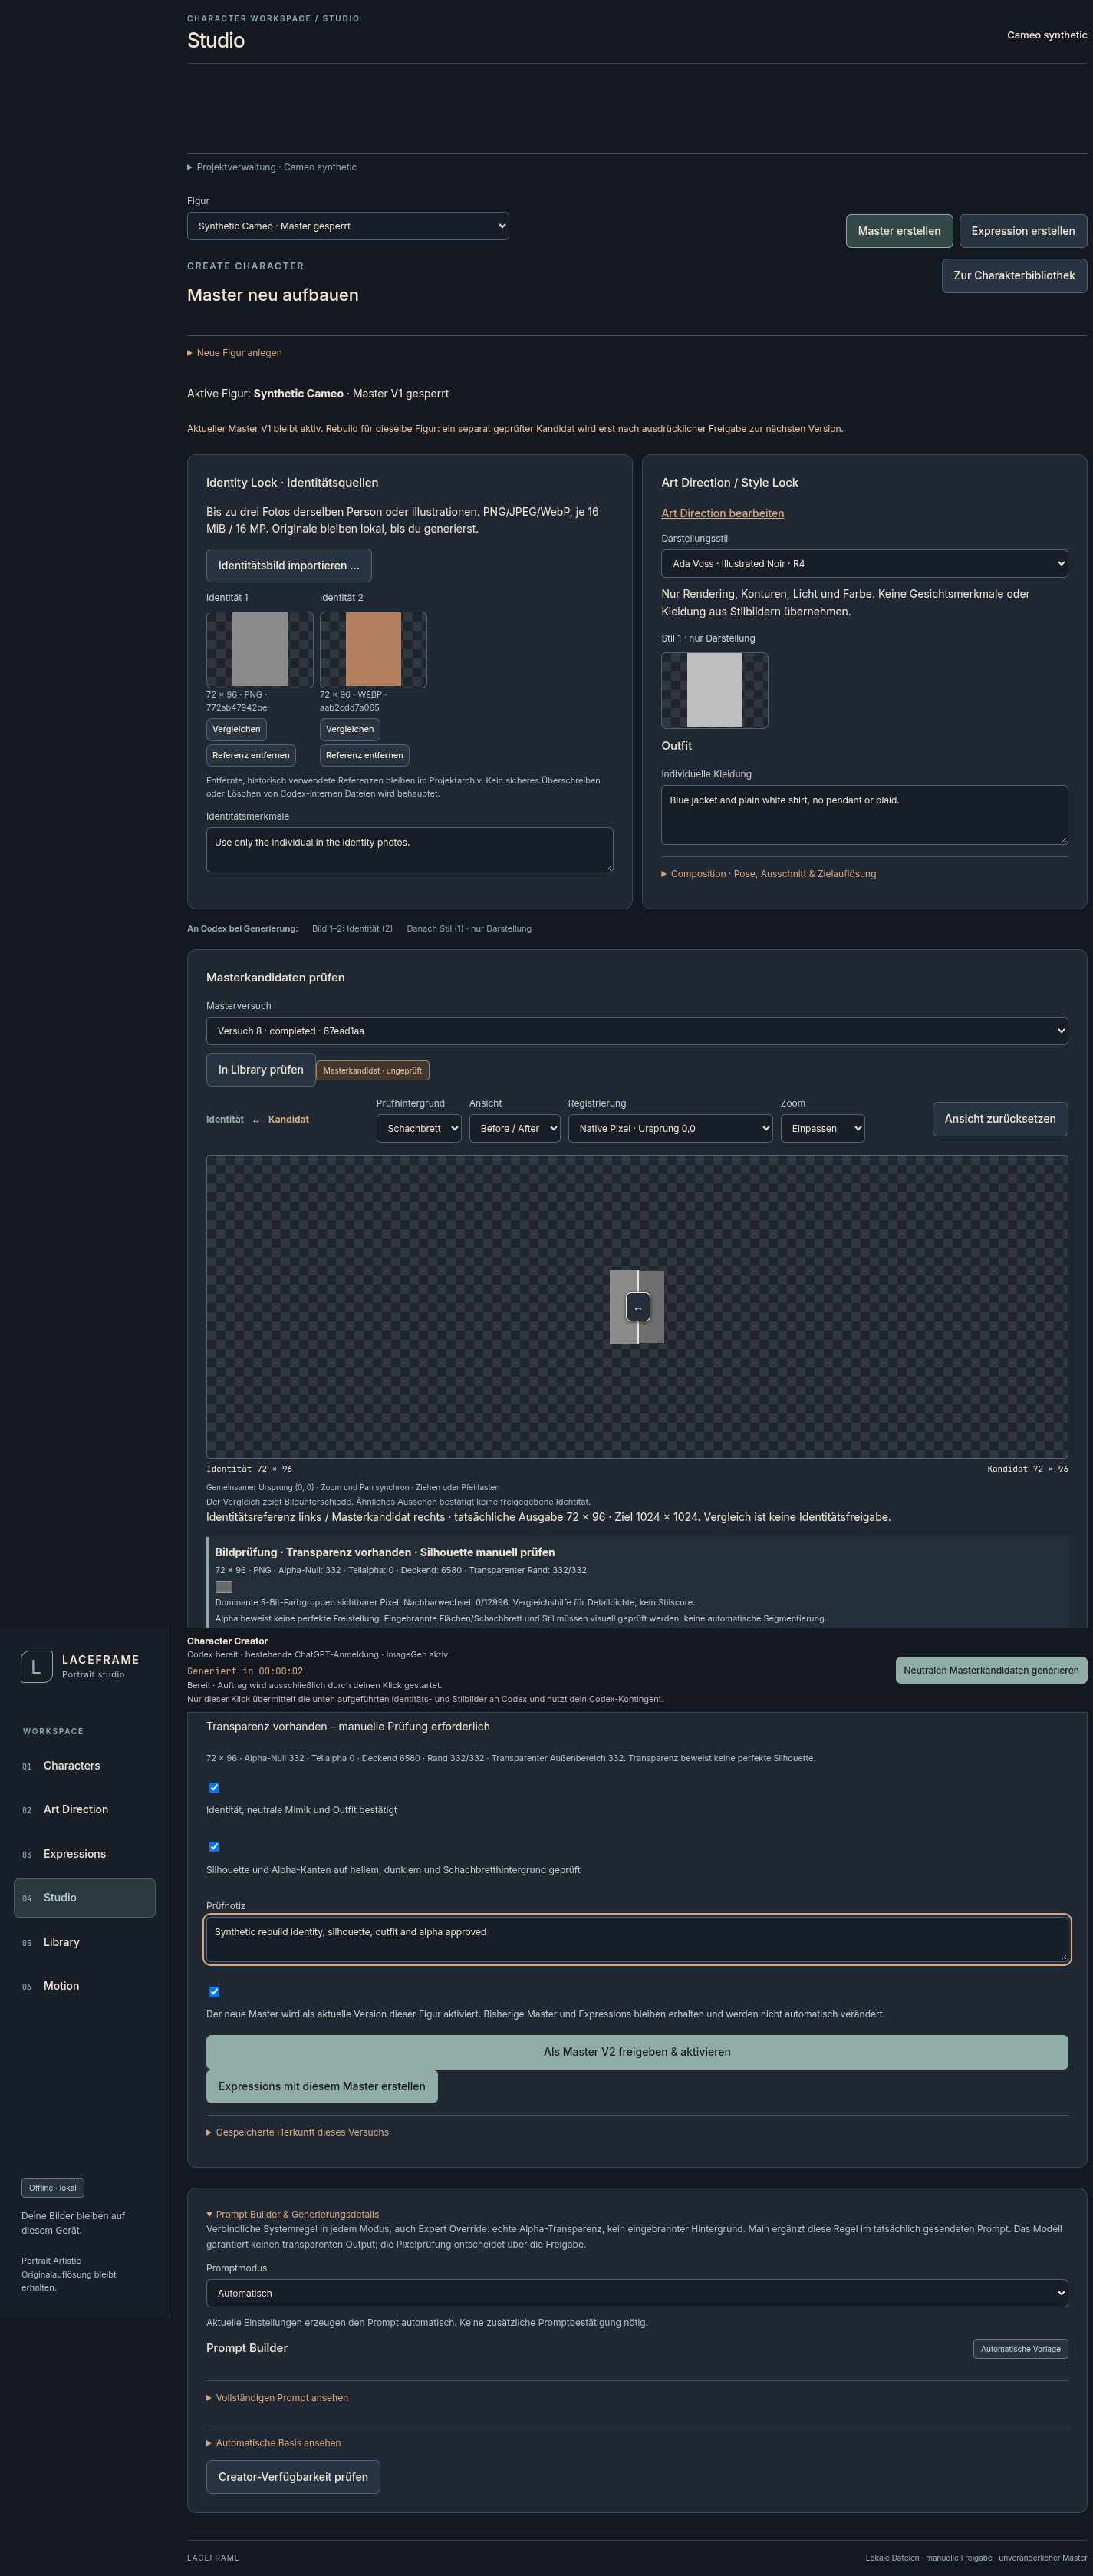 CHARACTER WORKSPACE / STUDIO
Studio
Cameo synthetic
▶ Projektverwaltung · Cameo synthetic
Figur
Synthetic Cameo · Master gesperrt
Master erstellen
Expression erstellen
CREATE CHARACTER
Master neu aufbauen
Zur Charakterbibliothek
▶ Neue Figur anlegen
Aktive Figur: Synthetic Cameo · Master V1 gesperrt
Aktueller Master V1 bleibt aktiv. Rebuild für dieselbe Figur: ein separat geprüfter Kandidat wird erst nach ausdrücklicher Freigabe zur nächsten Version.
Identity Lock · Identitätsquellen
Bis zu drei Fotos derselben Person oder Illustrationen. PNG/JPEG/WebP, je 16
MiB / 16 MP. Originale bleiben lokal, bis du generierst.
Identitätsbild importieren ...
Identität 1
Identität 2
72 × 96 · PNG ·
772ab47942be
72 × 96 · WEBP ·
aab2cdd7a065
Vergleichen
Vergleichen
Referenz entfernen
Referenz entfernen
Entfernte, historisch verwendete Referenzen bleiben im Projektarchiv. Kein sicheres Überschreiben
oder Löschen von Codex-internen Dateien wird behauptet.
Identitätsmerkmale
Use only the individual in the identity photos.
Art Direction / Style Lock
Art Direction bearbeiten
Darstellungsstil
Ada Voss · Illustrated Noir · R4
Nur Rendering, Konturen, Licht und Farbe. Keine Gesichtsmerkmale oder
Kleidung aus Stilbildern übernehmen.
Stil 1 · nur Darstellung
Outfit
Individuelle Kleidung
Blue jacket and plain white shirt, no pendant or plaid.
▶ Composition · Pose, Ausschnitt & Zielauflösung
An Codex bei Generierung: Bild 1–2: Identität (2) Danach Stil (1) · nur Darstellung
Masterkandidaten prüfen
Masterversuch
Versuch 8 · completed · 67ead1aa
In Library prüfen
Masterkandidat · ungeprüft
Identität ↔ Kandidat
Prüfhintergrund
Schachbrett
Ansicht
Before / After
Registrierung
Native Pixel · Ursprung 0,0
Zoom
Einpassen
Ansicht zurücksetzen
↔
Identität 72 × 96
Kandidat 72 × 96
Gemeinsamer Ursprung (0, 0) · Zoom und Pan synchron · Ziehen oder Pfeiltasten
Der Vergleich zeigt Bildunterschiede. Ähnliches Aussehen bestätigt keine freigegebene Identität.
Identitätsreferenz links / Masterkandidat rechts · tatsächliche Ausgabe 72 × 96 · Ziel 1024 × 1024. Vergleich ist keine Identitätsfreigabe.
Bildprüfung · Transparenz vorhanden · Silhouette manuell prüfen
72 × 96 · PNG · Alpha-Null: 332 · Teilalpha: 0 · Deckend: 6580 · Transparenter Rand: 332/332
Dominante 5-Bit-Farbgruppen sichtbarer Pixel. Nachbarwechsel: 0/12996. Vergleichshilfe für Detaildichte, kein Stilscore.
Alpha beweist keine perfekte Freistellung. Eingebrannte Flächen/Schachbrett und Stil müssen visuell geprüft werden; keine automatische Segmentierung.
L
LACEFRAME
Portrait studio
WORKSPACE
01 Characters
02 Art Direction
03 Expressions
04 Studio
05 Library
06 Motion
Offline · lokal
Deine Bilder bleiben auf
diesem Gerät.
Portrait Artistic
Originalauflösung bleibt
erhalten.
Character Creator
Codex bereit · bestehende ChatGPT-Anmeldung · ImageGen aktiv.
Generiert in 00:00:02
Bereit · Auftrag wird ausschließlich durch deinen Klick gestartet.
Nur dieser Klick übermittelt die unten aufgeführten Identitäts- und Stilbilder an Codex und nutzt dein Codex-Kontingent.
Neutralen Masterkandidaten generieren
Transparenz vorhanden – manuelle Prüfung erforderlich
72 × 96 · Alpha-Null 332 · Teilalpha 0 · Deckend 6580 · Rand 332/332 · Transparenter Außenbereich 332. Transparenz beweist keine perfekte Silhouette.
Identität, neutrale Mimik und Outfit bestätigt
Silhouette und Alpha-Kanten auf hellem, dunklem und Schachbretthintergrund geprüft
Prüfnotiz
Synthetic rebuild identity, silhouette, outfit and alpha approved
Der neue Master wird als aktuelle Version dieser Figur aktiviert. Bisherige Master und Expressions bleiben erhalten und werden nicht automatisch verändert.
Als Master V2 freigeben & aktivieren
Expressions mit diesem Master erstellen
▶ Gespeicherte Herkunft dieses Versuchs
▼ Prompt Builder & Generierungsdetails
Verbindliche Systemregel in jedem Modus, auch Expert Override: echte Alpha-Transparenz, kein eingebrannter Hintergrund. Main ergänzt diese Regel im tatsächlich gesendeten Prompt. Das Modell
garantiert keinen transparenten Output; die Pixelprüfung entscheidet über die Freigabe.
Promptmodus
Automatisch
Aktuelle Einstellungen erzeugen den Prompt automatisch. Keine zusätzliche Promptbestätigung nötig.
Prompt Builder
Automatische Vorlage
▶ Vollständigen Prompt ansehen
▶ Automatische Basis ansehen
Creator-Verfügbarkeit prüfen
LACEFRAME
Lokale Dateien · manuelle Freigabe · unveränderlicher Master